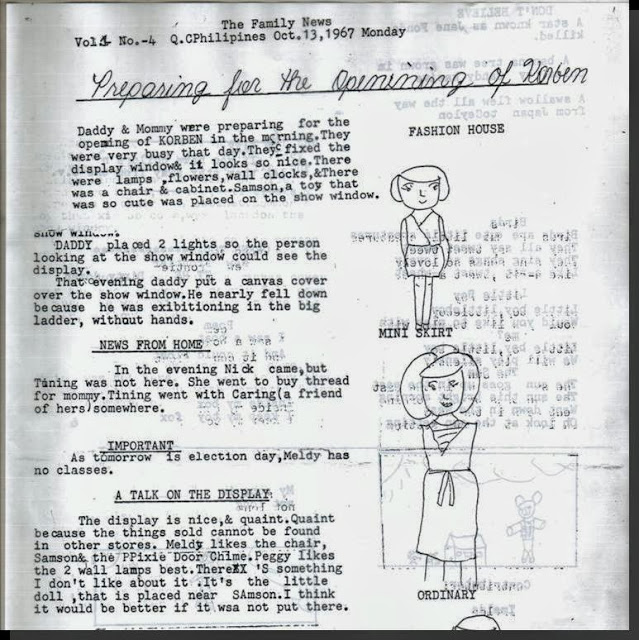 The Family News
Vol4 No.-4 Q.CPhilipines Oct.13,1967 Monday
Preparing for the Openining of Korben
Daddy & Mommy were preparing for the
opening of KORBEN in the morning.They
were very busy that day.They fixed the
display window& it looks so nice.There
were lamps ,flowers,wall clocks,&There
was a chair & cabinet.Samson,a toy that
was so cute was placed on the show window.
show window.
DADDY placed 2 lights so the person
looking at the show window could see the
display.
That evening daddy put a canvas cover
over the show window.He nearly fell down
because he was exibitioning in the big
ladder, without hands.
NEWS FROM HOME
In the evening Nick came,but
Tining was not here. She went to buy thread
for mommy.Tining went with Caring(a friend
of hers)somewhere.
IMPORTANT
As tomorrow is election day,Meldy has
no classes.
A TALK ON THE DISPLAY
The display is nice,& quaint.Quaint
because the things sold cannot be found
in other stores. Meldy likes the chair,
Samson& the PPixie Door Chime.Peggy likes
the 2 wall lamps best.ThereXX 'S something
I don't like about it .It's the little
doll ,that is placed near SAmson.I think
it would be better if it wsa not put there.
FASHION HOUSE
MINI SKIRT
ORDINARY